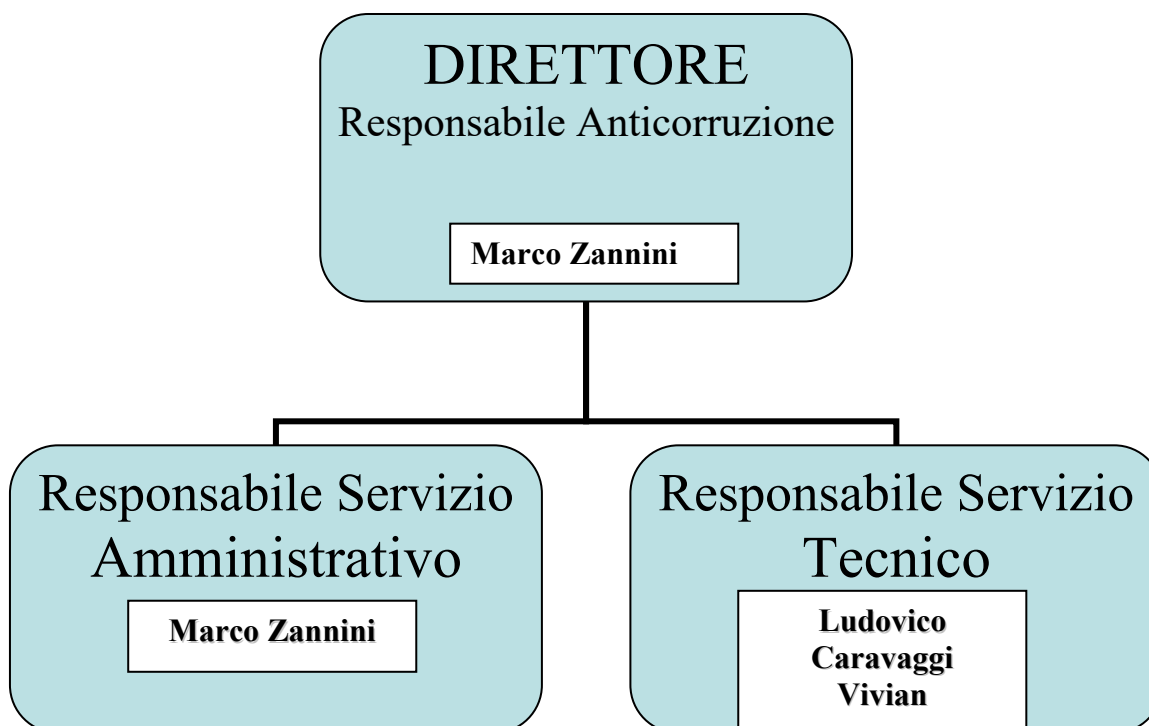 DIRETTORE
Responsabile Anticorruzione
Marco Zannini
Responsabile Servizio
Amministrativo
Marco Zannini
Responsabile Servizio
Tecnico
Ludovico
Caravaggi
Vivian